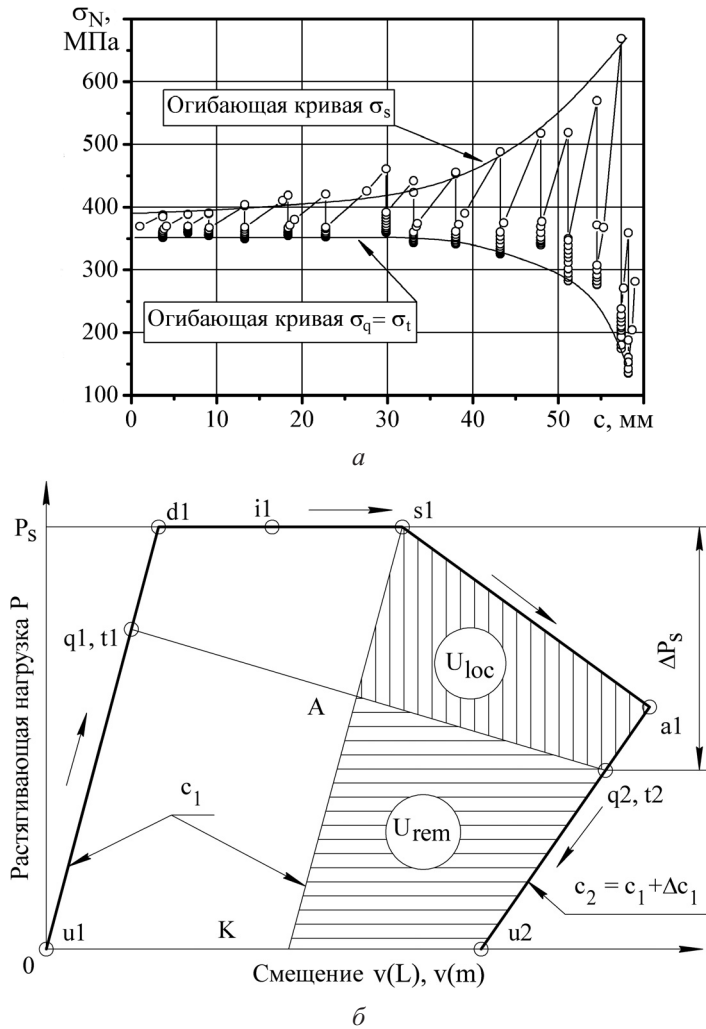 σN,
МПа
600
500
400
300
200
100
Огибающая кривая σs
Огибающая кривая σq= σt
0 10 20 30 40 50 с, мм
а
d1 i1 s1
Ps
q1, t1
Uloc
ΔPs
A
a1
c1
q2, t2
Urem
c2 = c1+Δc1
K
u1 u2
0
Растягивающая нагрузка P
Смещение v(L), v(m)
б